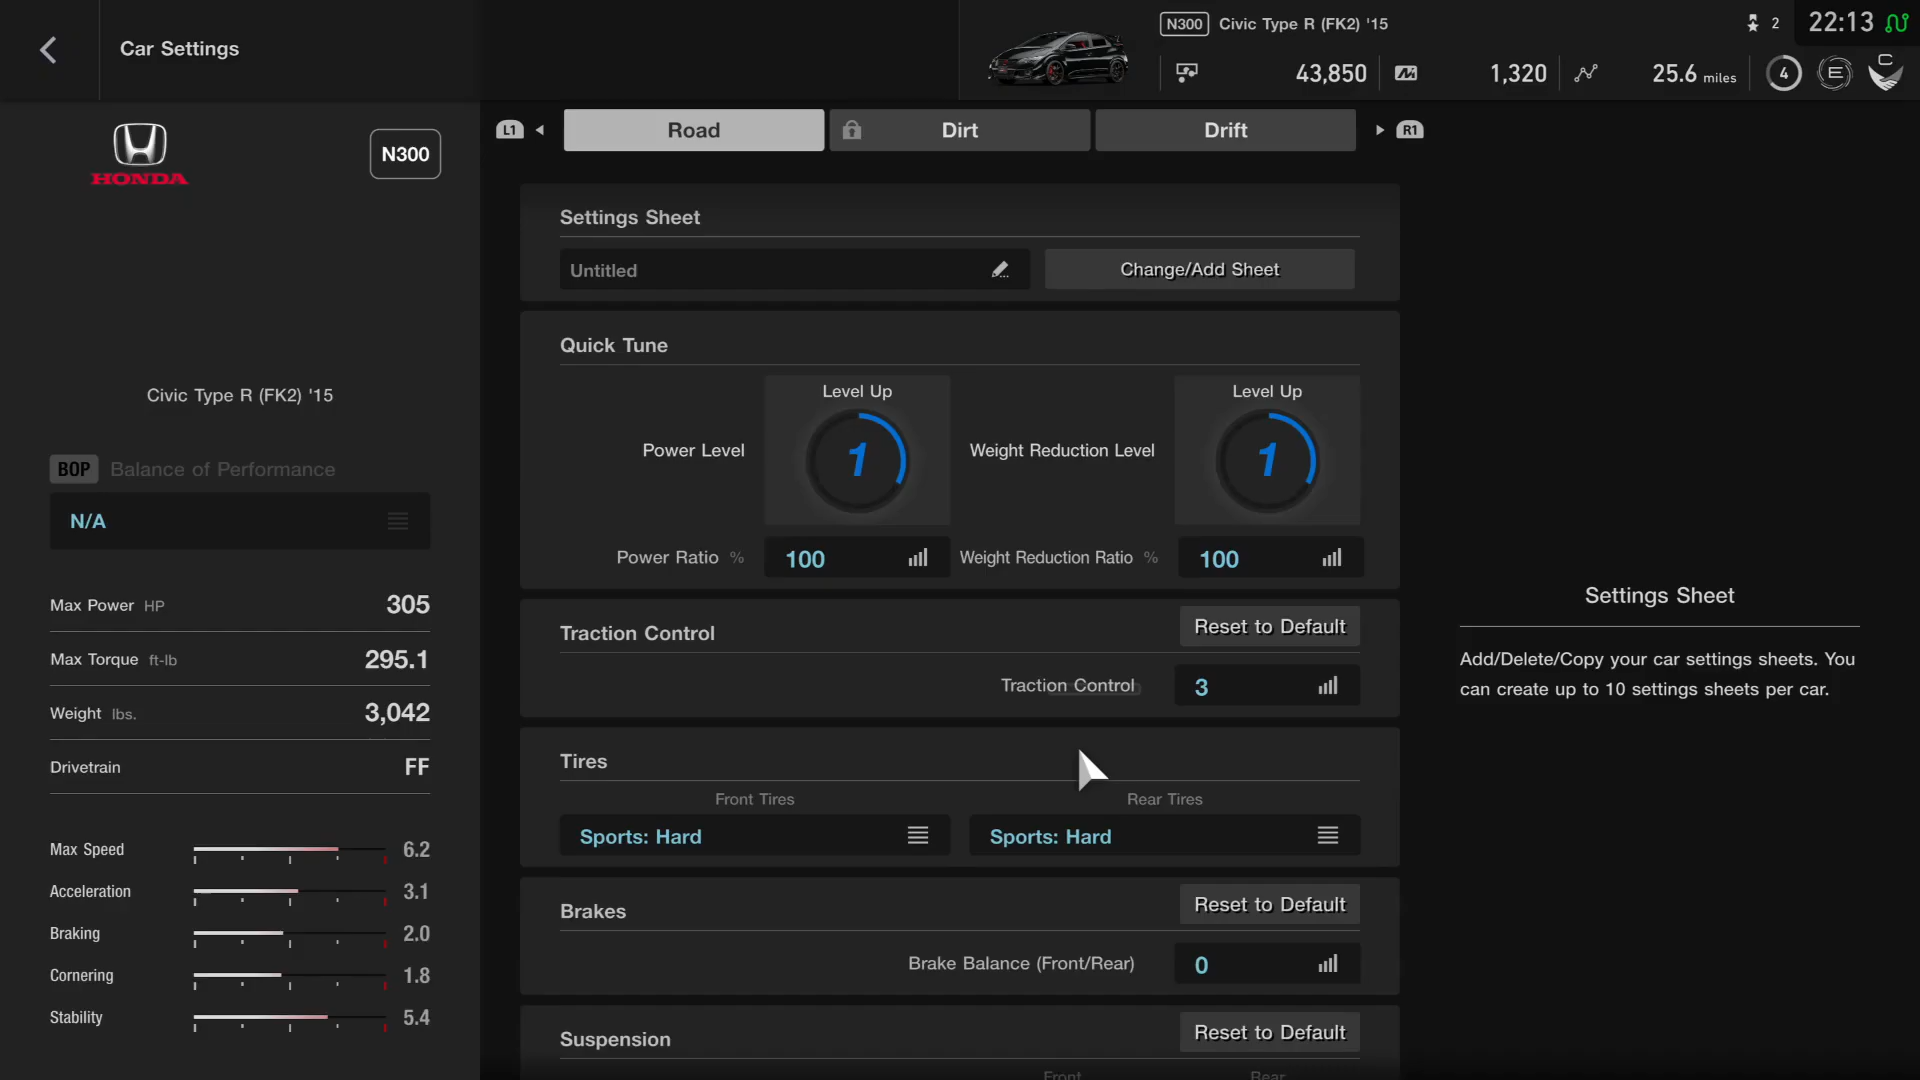 Car Settings
N300 Civic Type R (FK2) '15
2
22:13
43,850
1,320
25.6 miles
4
E
C
HONDA
N300
Civic Type R (FK2) '15
BOP Balance of Performance
N/A
Max Power HP 305
Max Torque ft-lb 295.1
Weight lbs. 3,042
Drivetrain FF
Max Speed 6.2
Acceleration 3.1
Braking 2.0
Cornering 1.8
Stability 5.4
L1 Road Dirt Drift R1
Settings Sheet
Untitled
Change/Add Sheet
Quick Tune
Power Level
Level Up
1
Weight Reduction Level
Level Up
1
Power Ratio % 100
Weight Reduction Ratio % 100
Traction Control
Reset to Default
Traction Control 3
Tires
Front Tires Rear Tires
Sports: Hard Sports: Hard
Brakes
Reset to Default
Brake Balance (Front/Rear) 0
Suspension
Reset to Default
Front Rear
Settings Sheet
Add/Delete/Copy your car settings sheets. You
can create up to 10 settings sheets per car.